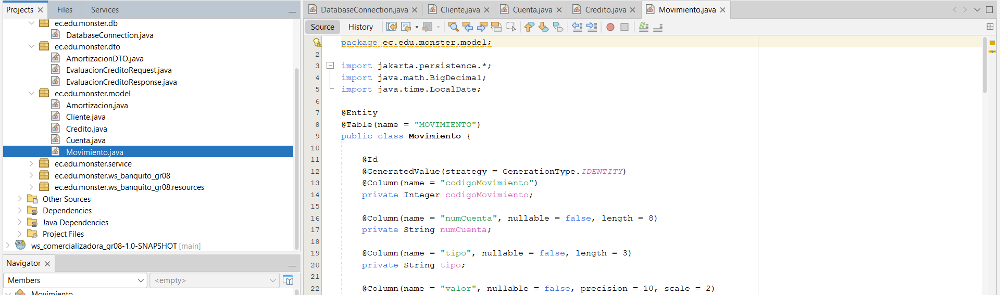 Projects
Files
Services
ec.edu.monster.db
DatabaseConnection.java
ec.edu.monster.dto
AmortizacionDTO.java
EvaluacionCreditoRequest.java
EvaluacionCreditoResponse.java
ec.edu.monster.model
Amortizacion.java
Cliente.java
Credito.java
Cuenta.java
Movimiento.java
ec.edu.monster.service
ec.edu.monster.ws_banquito_gr08
ec.edu.monster.ws_banquito_gr08.resources
Other Sources
Dependencies
Java Dependencies
Project Files
ws_comercializadora_gr08-1.0-SNAPSHOT [main]
Navigator
Members
<empty>
Movimiento
DatabaseConnection.java
Cliente.java
Cuenta.java
Credito.java
Movimiento.java
Source
History
package ec.edu.monster.model;
2
3 import jakarta.persistence.*;
4 import java.math.BigDecimal;
5 import java.time.LocalDate;
6
7 @Entity
8 @Table(name = "MOVIMIENTO")
9 public class Movimiento {
10
11 @Id
12 @GeneratedValue(strategy = GenerationType.IDENTITY)
13 @Column(name = "codigoMovimiento")
14 private Integer codigoMovimiento;
15
16 @Column(name = "numCuenta", nullable = false, length = 8)
17 private String numCuenta;
18
19 @Column(name = "tipo", nullable = false, length = 3)
20 private String tipo;
21
22 @Column(name = "valor", nullable = false, precision = 10, scale = 2)